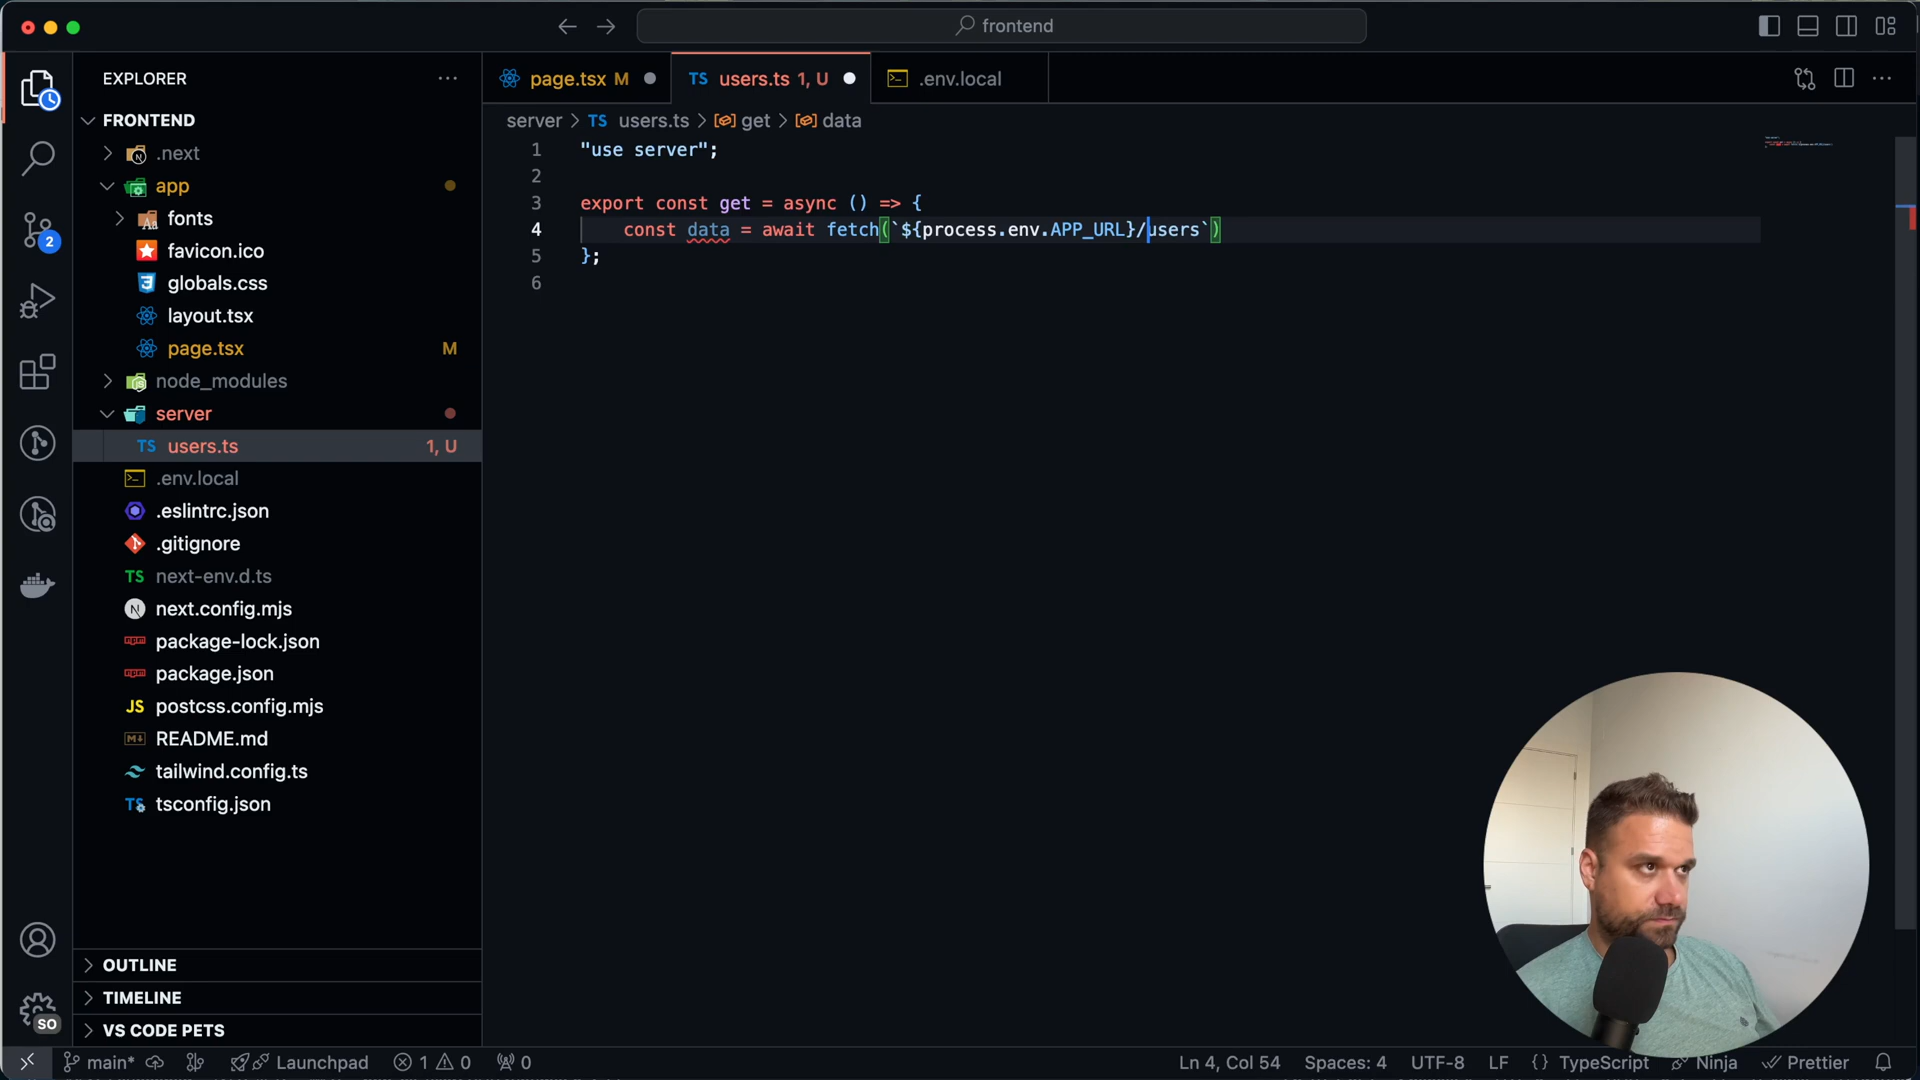 frontend
EXPLORER
FRONTEND
.next
app
fonts
favicon.ico
globals.css
layout.tsx
page.tsx M
node_modules
server
users.ts 1, U
.env.local
.eslintrc.json
.gitignore
next-env.d.ts
next.config.mjs
package-lock.json
package.json
postcss.config.mjs
README.md
tailwind.config.ts
tsconfig.json
OUTLINE
TIMELINE
VS CODE PETS
page.tsx M
TS users.ts 1, U
.env.local
server > TS users.ts > get > data
1 "use server";
2
3 export const get = async () => {
4 const data = await fetch(`${process.env.APP_URL}/users`)
5 };
6
2
SO
main* Launchpad 1 0 0
Ln 4, Col 54 Spaces: 4 UTF-8 LF {} TypeScript Ninja Prettier